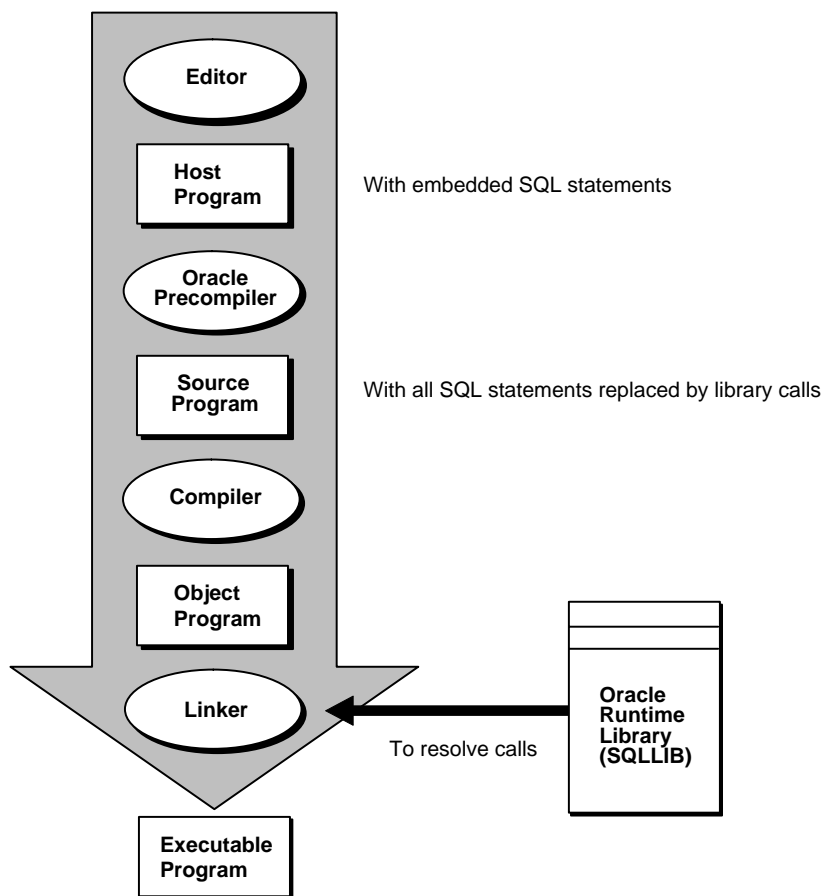 Editor
Host
Program
With embedded SQL statements
Oracle
Precompiler
Source
Program
With all SQL statements replaced by library calls
Compiler
Object
Program
Linker
To resolve calls
Oracle
Runtime
Library
(SQLLIB)
Executable
Program